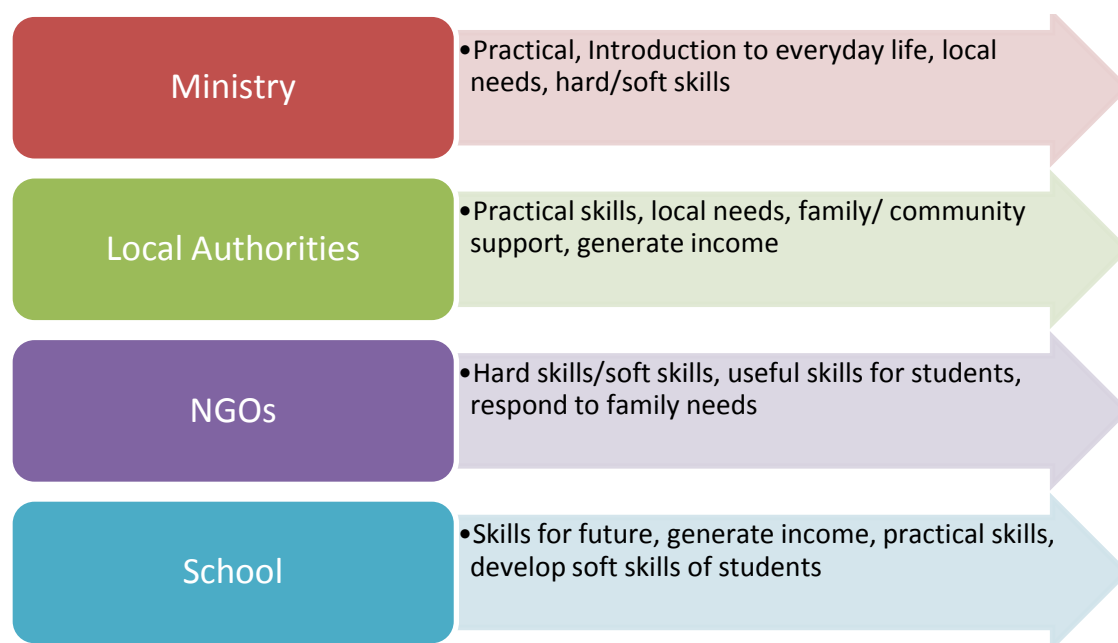 Ministry
•Practical, Introduction to everyday life, local
needs, hard/soft skills
Local Authorities
•Practical skills, local needs, family/ community
support, generate income
NGOs
•Hard skills/soft skills, useful skills for students,
respond to family needs
School
•Skills for future, generate income, practical skills,
develop soft skills of students